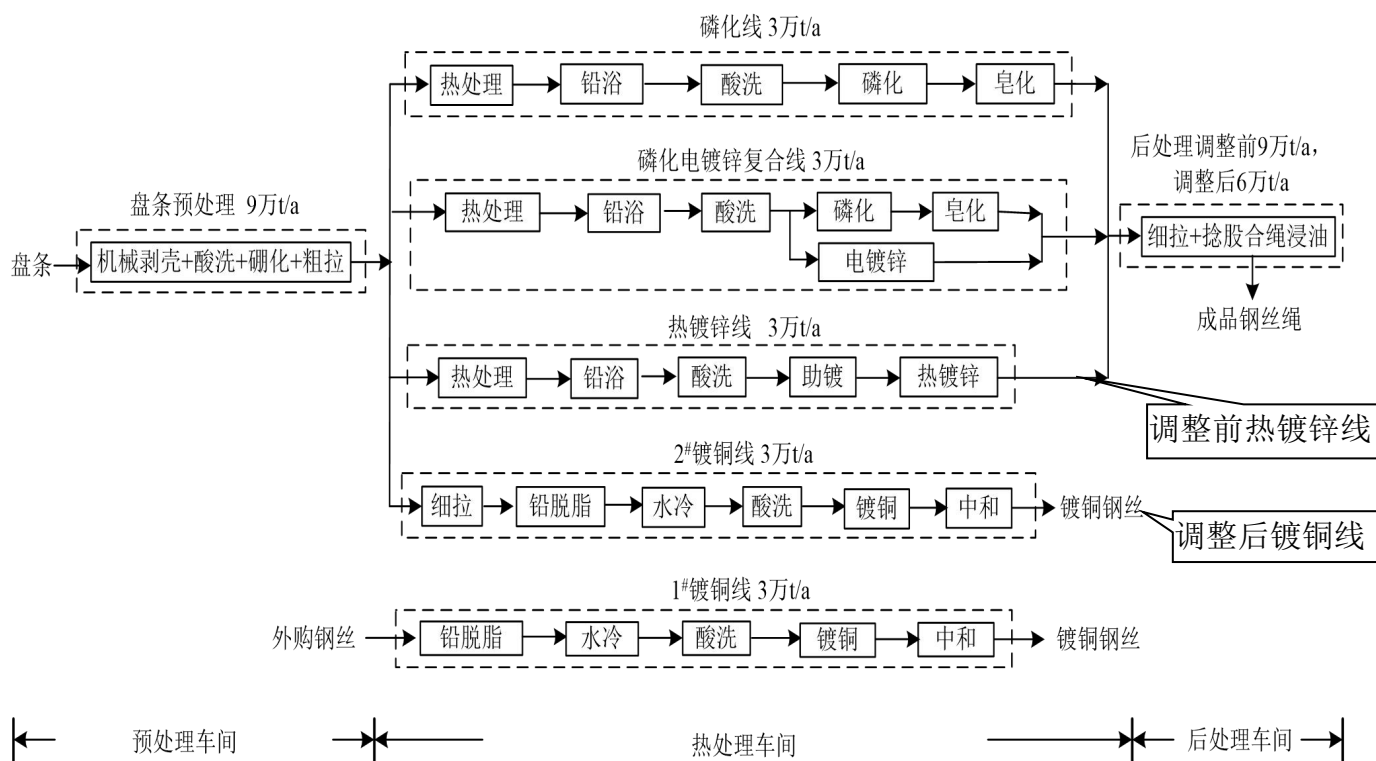 磷化线 3万t/a
热处理 铅浴 酸洗 磷化 皂化
后处理调整前9万t/a，
调整后6万t/a
磷化电镀锌复合线 3万t/a
热处理 铅浴 酸洗 磷化 皂化
电镀锌
盘条预处理 9万t/a
盘条 机械剥壳+酸洗+硼化+粗拉
细拉+捻股合绳浸油
成品钢丝绳
热镀锌线 3万t/a
热处理 铅浴 酸洗 助镀 热镀锌
调整前热镀锌线
2#镀铜线 3万t/a
细拉 铅脱脂 水冷 酸洗 镀铜 中和 镀铜钢丝
调整后镀铜线
1#镀铜线 3万t/a
外购钢丝 铅脱脂 水冷 酸洗 镀铜 中和 镀铜钢丝
预处理车间 热处理车间 后处理车间